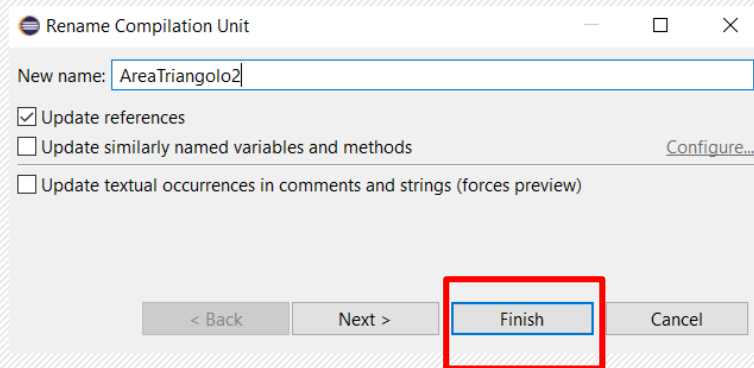 Rename Compilation Unit
New name: AreaTriangolo2
Update references
Update similarly named variables and methods Configure...
Update textual occurrences in comments and strings (forces preview)
< Back Next > Finish Cancel